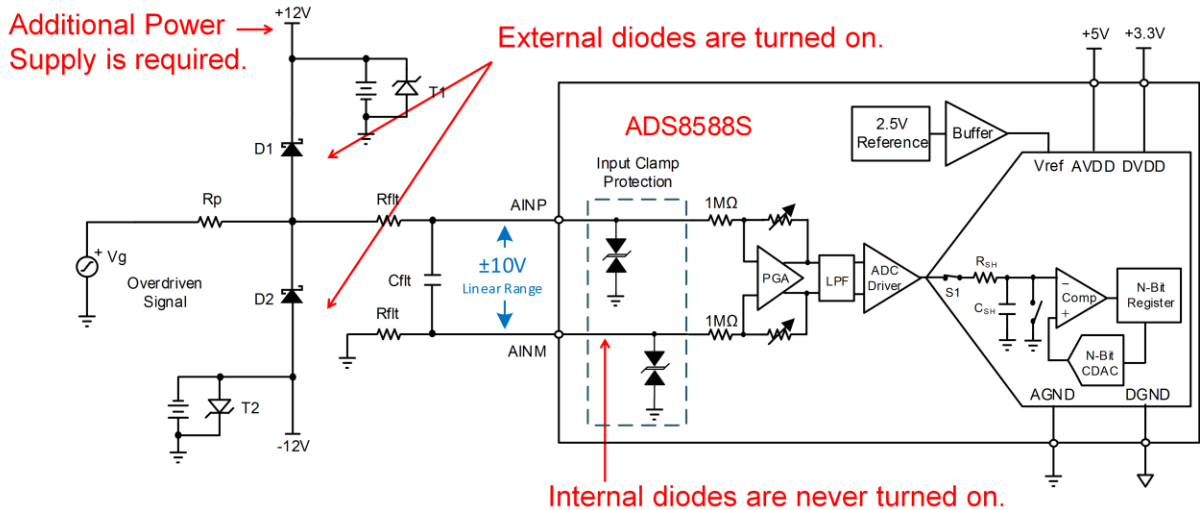 Additional Power
Supply is required.
+12V
External diodes are turned on.
+5V
+3.3V
T1
ADS8588S
2.5V
Reference
Buffer
Vref AVDD DVDD
D1
Input Clamp
Protection
Rp
Rflt
AINP
1MΩ
+
Vg
Overdriven
Signal
Cflt
±10V
Linear Range
PGA
LPF
ADC
Driver
S1
RSH
CSH
−
Comp
+
N-Bit
Register
D2
Rflt
AINM
1MΩ
N-Bit
CDAC
AGND
DGND
T2
-12V
Internal diodes are never turned on.